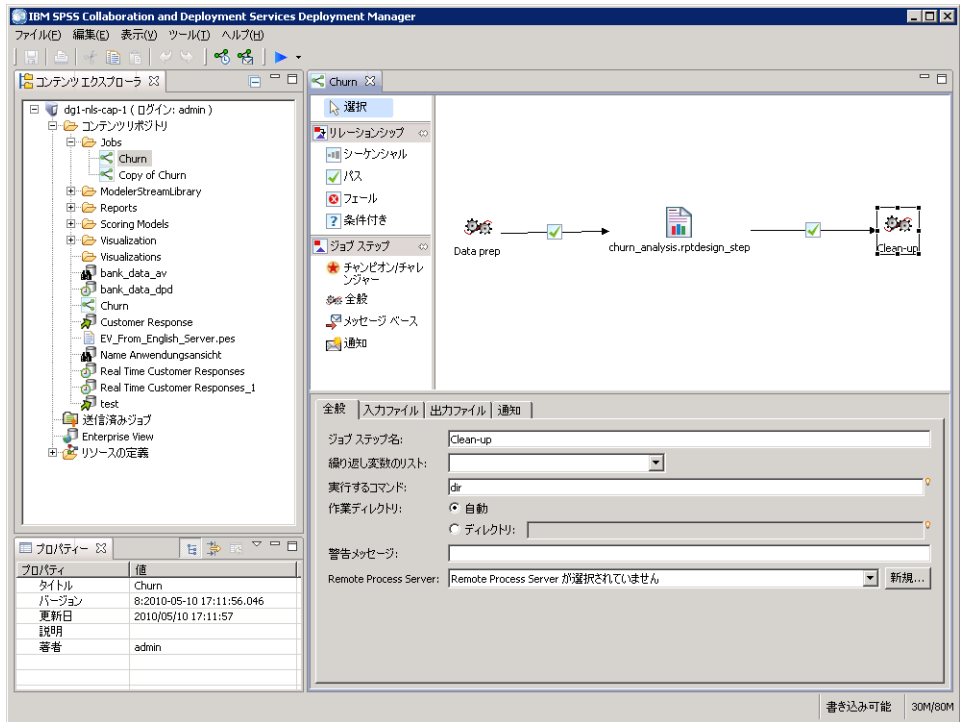 IBM SPSS Collaboration and Deployment Services Deployment Manager
ファイル(F) 編集(E) 表示(V) ツール(T) ヘルプ(H)
コンテンツ エクスプローラ
dg1-nls-cap-1 ( ログイン: admin )
コンテンツ リポジトリ
Jobs
Churn
Copy of Churn
ModelerStreamLibrary
Reports
Scoring Models
Visualization
Visualizations
bank_data_av
bank_data_dpd
Churn
Customer Response
EV_From_English_Server.pes
Name Anwendungsansicht
Real Time Customer Responses
Real Time Customer Responses_1
test
送信済みジョブ
Enterprise View
リソースの定義
プロパティー
プロパティ 値
タイトル Churn
バージョン 8:2010-05-10 17:11:56.046
更新日 2010/05/10 17:11:57
説明
著者 admin
Churn
選択
リレーションシップ
シーケンシャル
パス
フェール
条件付き
ジョブ ステップ
チャンピオン/チャレ
ンジャー
全般
メッセージ ベース
通知
Data prep
churn_analysis.rptdesign_step
Clean-up
全般 入力ファイル 出力ファイル 通知
ジョブ ステップ名: Clean-up
繰り返し変数のリスト:
実行するコマンド: dir
作業ディレクトリ: 自動
ディレクトリ:
警告メッセージ:
Remote Process Server: Remote Process Server が選択されていません 新規...
書き込み可能 30M/80M